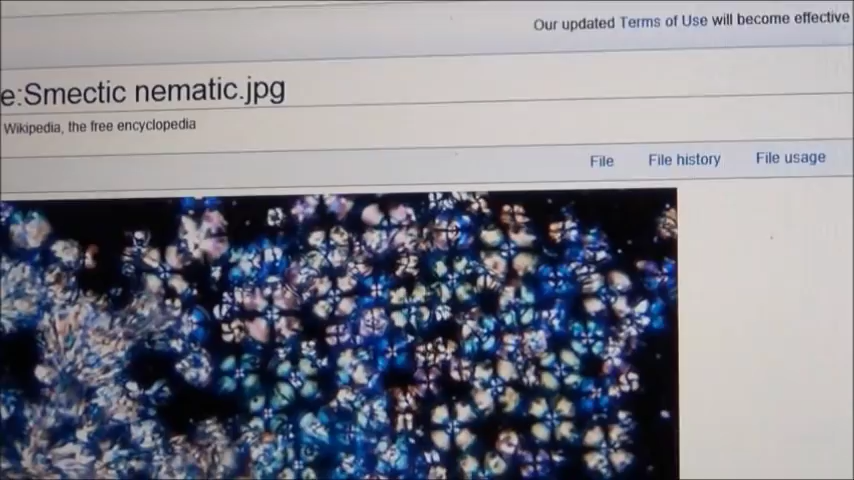 Our updated Terms of Use will become effective
e:Smectic nematic.jpg
Wikipedia, the free encyclopedia
File File history File usage